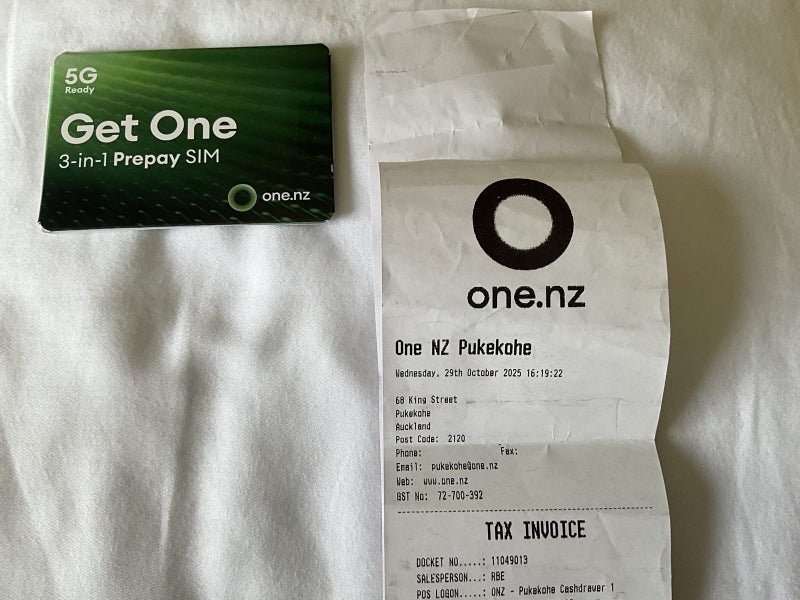 5G
Ready
Get One
3-in-1 Prepay SIM
one.nz
one.nz
One NZ Pukekohe
Wednesday, 29th October 2025 16:19:22
68 King Street
Pukekohe
Auckland
Post Code: 2120
Phone: Fax:
Email: pukekohe@one.nz
Web: www.one.nz
GST No: 72-700-392
TAX INVOICE
DOCKET NO.....: 11049013
SALESPERSON...: RBE
POS LOGON.....: ONZ - Pukekohe Cashdrawer 1